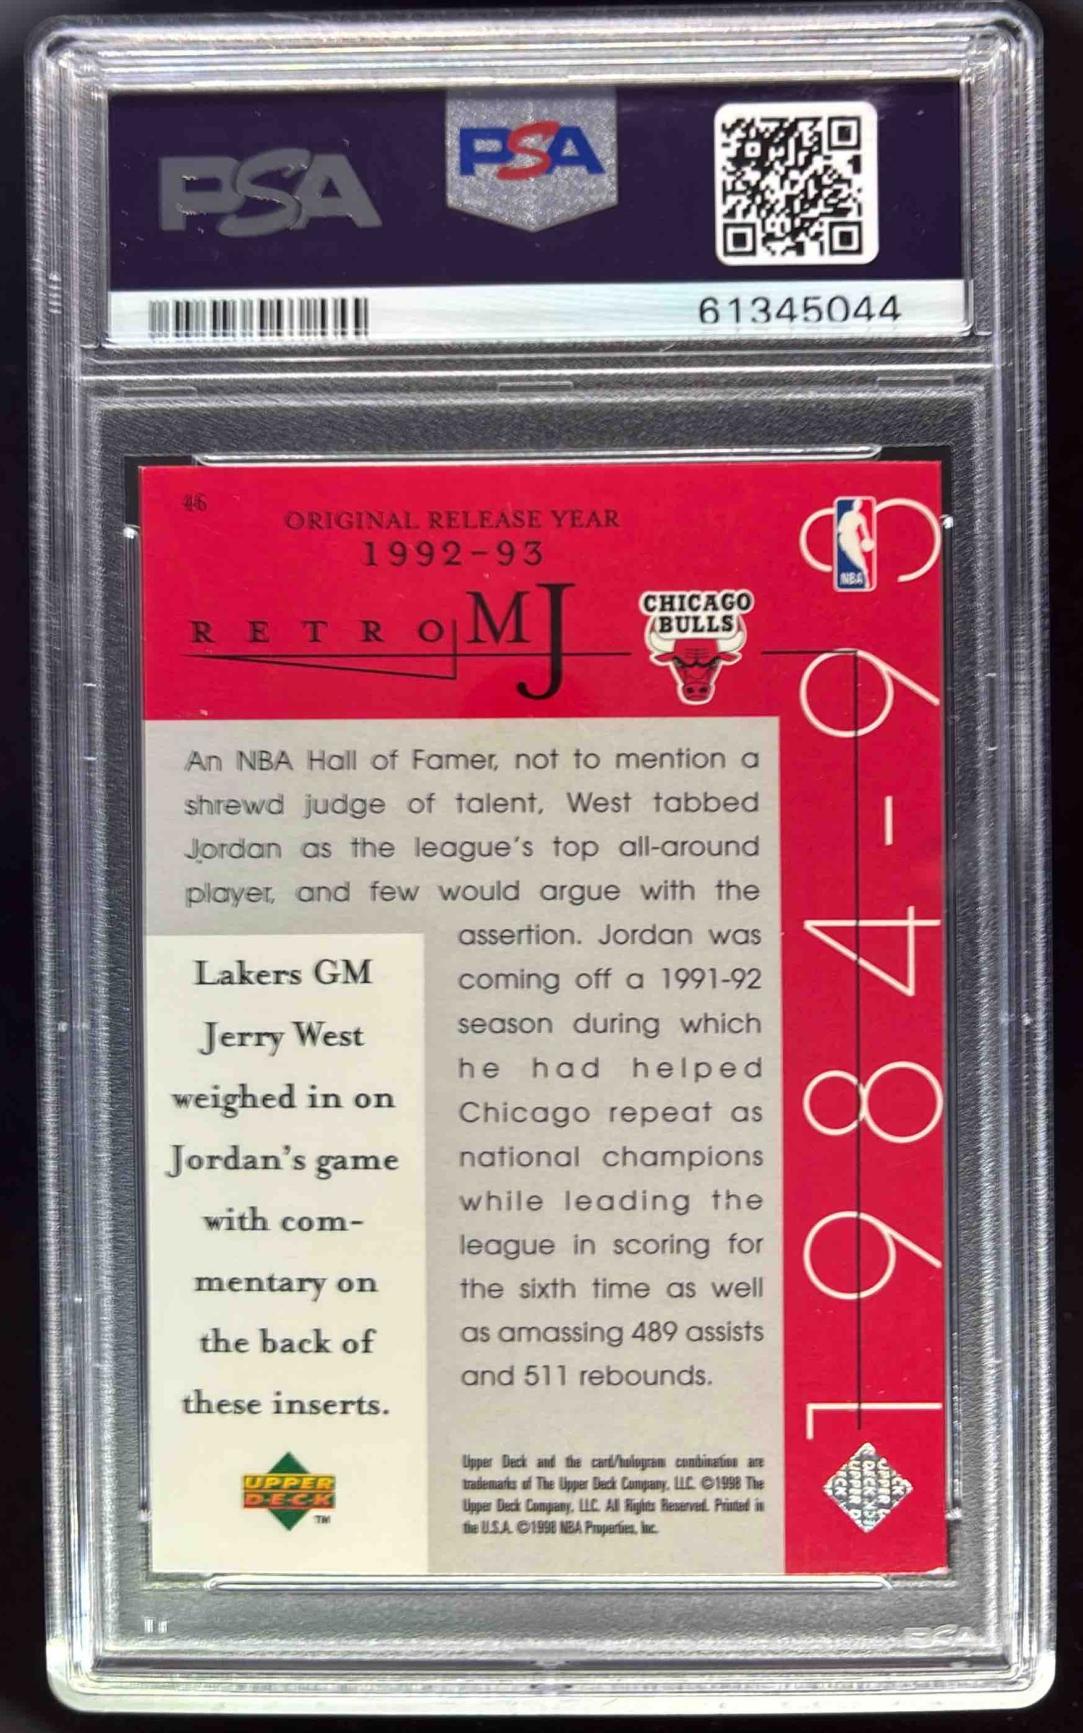 PSA
PSA
61345044
46
ORIGINAL RELEASE YEAR
1992-93
RETRO MJ
CHICAGO
BULLS
NBA
1984-93
An NBA Hall of Famer, not to mention a
shrewd judge of talent, West tabbed
Jordan as the league's top all-around
player, and few would argue with the
assertion. Jordan was
coming off a 1991-92
season during which
he had helped
Chicago repeat as
national champions
while leading the
league in scoring for
the sixth time as well
as amassing 489 assists
and 511 rebounds.
Lakers GM
Jerry West
weighed in on
Jordan's game
with com-
mentary on
the back of
these inserts.
UPPER
DECK
TM
Upper Deck and the card/hologram combination are
trademarks of The Upper Deck Company, LLC. ©1998 The
Upper Deck Company, LLC. All Rights Reserved. Printed in
the U.S.A. ©1998 NBA Properties, Inc.
PSA